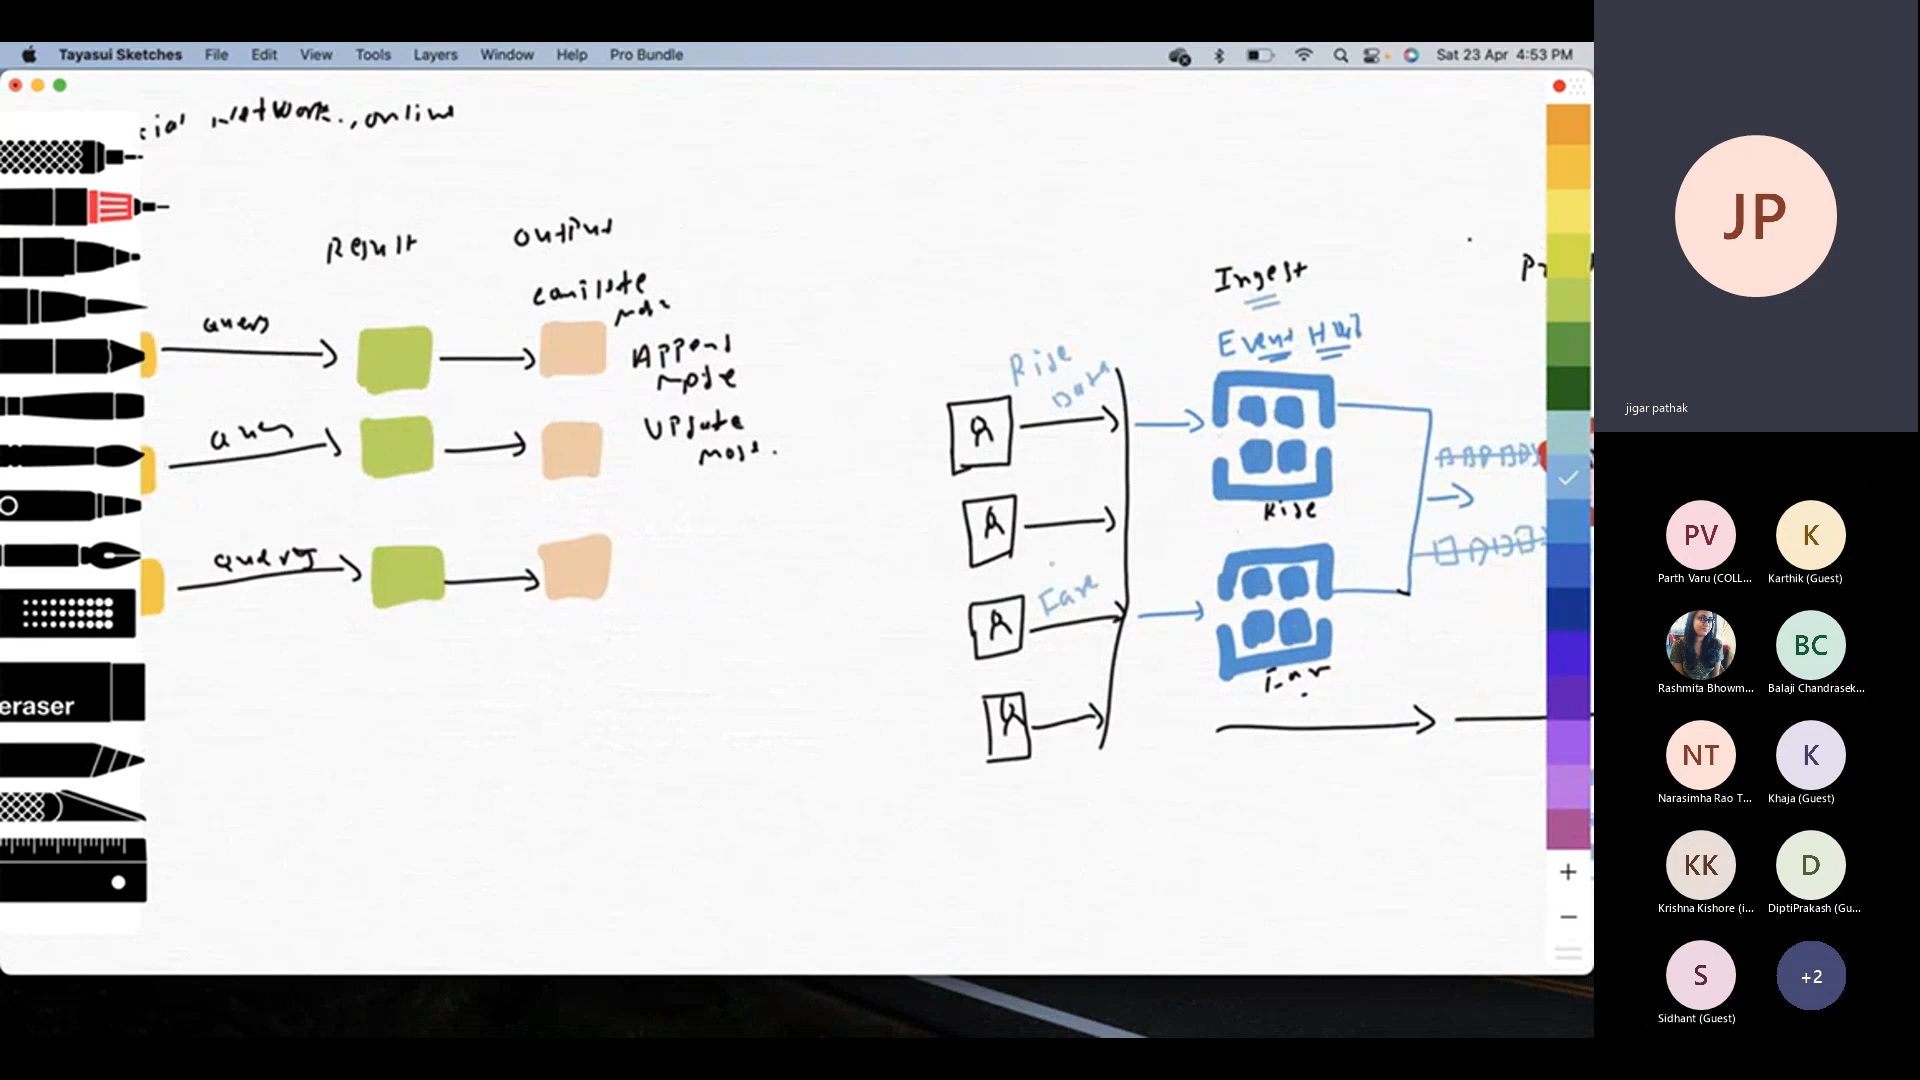 Tayasui Sketches File Edit View Tools Layers Window Help Pro Bundle
Sat 23 Apr 4:53 PM
network.., online
Result
output
mode
Append
mode
Update
mode.
query
Ingest
Event Hub
Ride
Data
Ride
Fare
eraser
JP
jigar pathak
PV
Parth Varu (COLL...
K
Karthik (Guest)
Rashmita Bhowm...
BC
Balaji Chandrasek...
NT
Narasimha Rao T...
K
Khaja (Guest)
KK
Krishna Kishore (i...
D
DiptiPrakash (Gu...
S
Sidhant (Guest)
+2